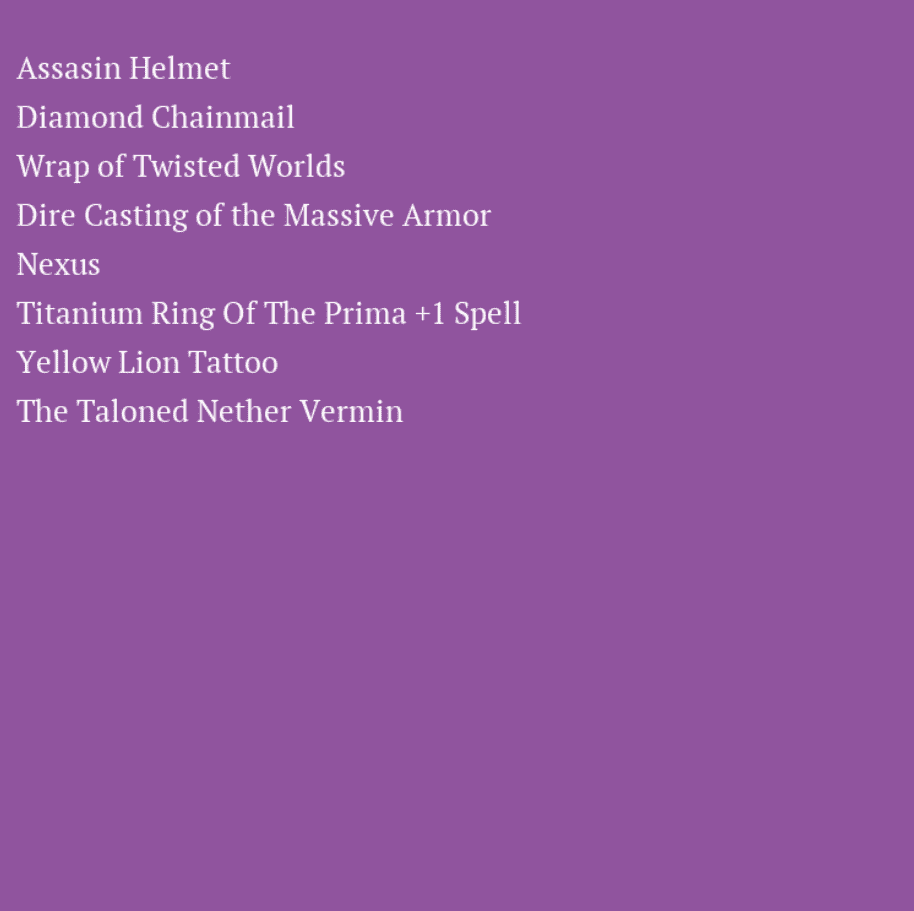 Assasin Helmet
Diamond Chainmail
Wrap of Twisted Worlds
Dire Casting of the Massive Armor
Nexus
Titanium Ring Of The Prima +1 Spell
Yellow Lion Tattoo
The Taloned Nether Vermin